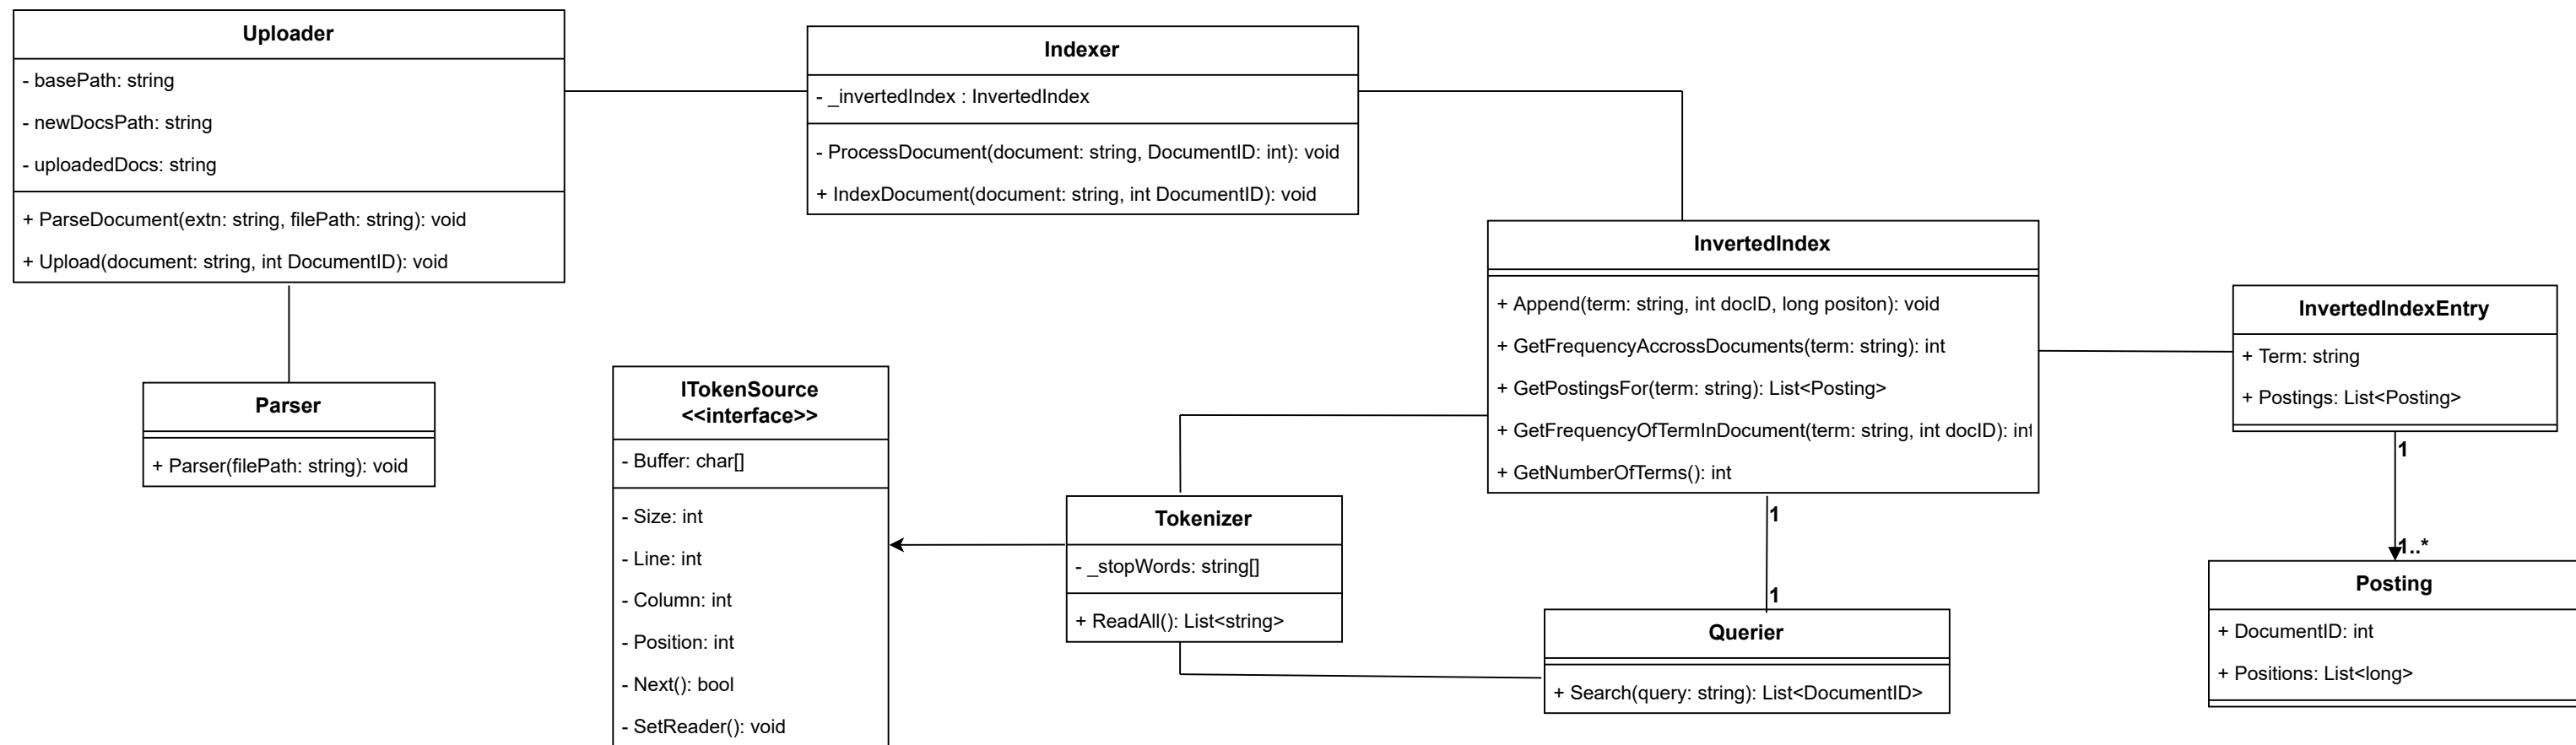 Uploader
- basePath: string
- newDocsPath: string
- uploadedDocs: string
+ ParseDocument(extn: string, filePath: string): void
+ Upload(document: string, int DocumentID): void
Indexer
- _invertedIndex : InvertedIndex
- ProcessDocument(document: string, DocumentID: int): void
+ IndexDocument(document: string, int DocumentID): void
InvertedIndex
+ Append(term: string, int docID, long positon): void
+ GetFrequencyAccrossDocuments(term: string): int
+ GetPostingsFor(term: string): List<Posting>
+ GetFrequencyOfTermInDocument(term: string, int docID): int
+ GetNumberOfTerms(): int
InvertedIndexEntry
+ Term: string
+ Postings: List<Posting>
Parser
+ Parser(filePath: string): void
ITokenSource
<<interface>>
- Buffer: char[]
- Size: int
- Line: int
- Column: int
- Position: int
- Next(): bool
- SetReader(): void
Tokenizer
- _stopWords: string[]
+ ReadAll(): List<string>
1
1
Querier
+ Search(query: string): List<DocumentID>
1
1..*
Posting
+ DocumentID: int
+ Positions: List<long>